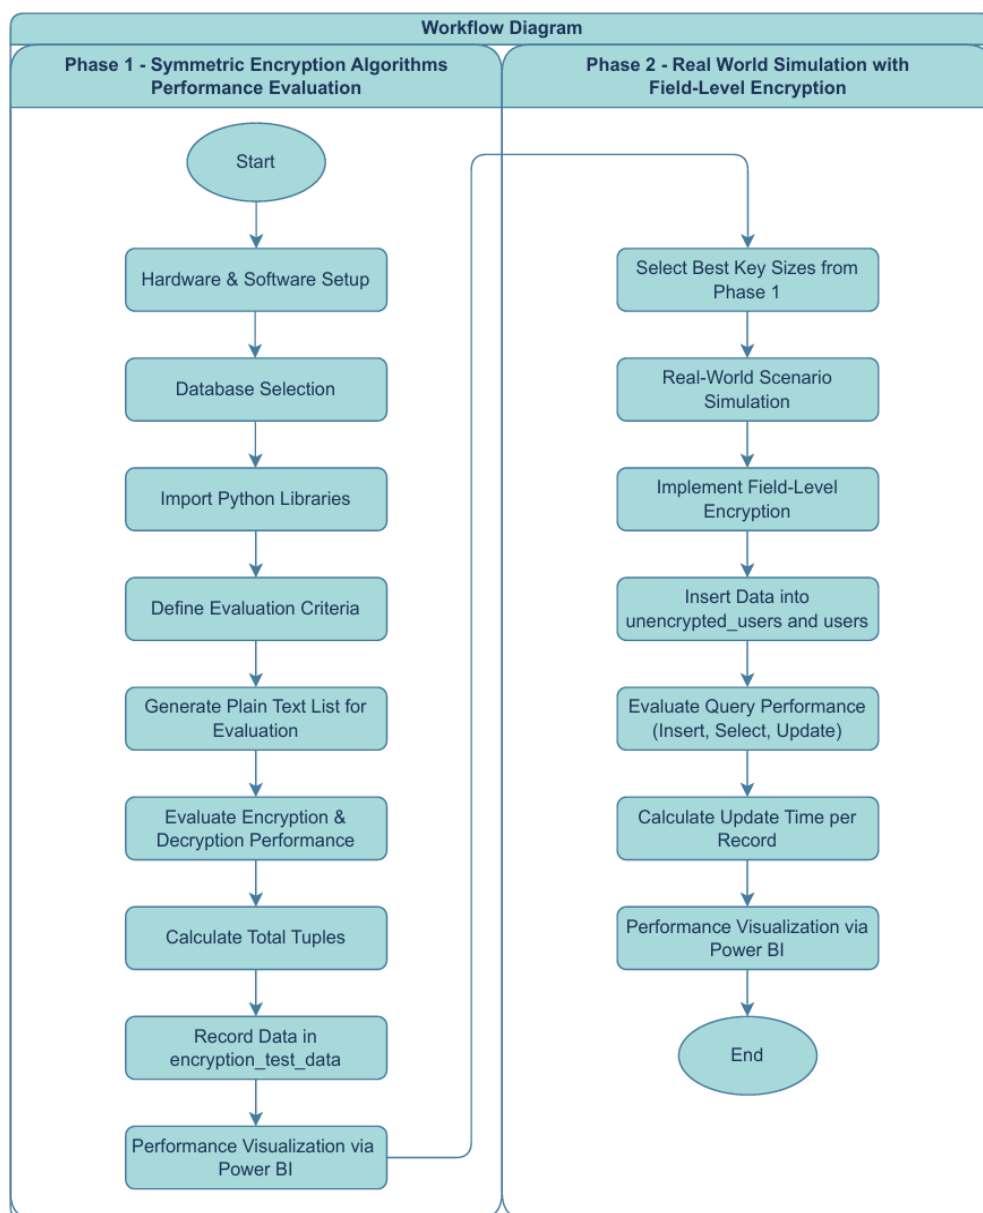 Workflow Diagram
Phase 1 - Symmetric Encryption Algorithms
Performance Evaluation
Start
Hardware & Software Setup
Database Selection
Import Python Libraries
Define Evaluation Criteria
Generate Plain Text List for
Evaluation
Evaluate Encryption &
Decryption Performance
Calculate Total Tuples
Record Data in
encryption_test_data
Performance Visualization via
Power BI
Phase 2 - Real World Simulation with
Field-Level Encryption
Select Best Key Sizes from
Phase 1
Real-World Scenario
Simulation
Implement Field-Level
Encryption
Insert Data into
unencrypted_users and users
Evaluate Query Performance
(Insert, Select, Update)
Calculate Update Time per
Record
Performance Visualization via
Power BI
End